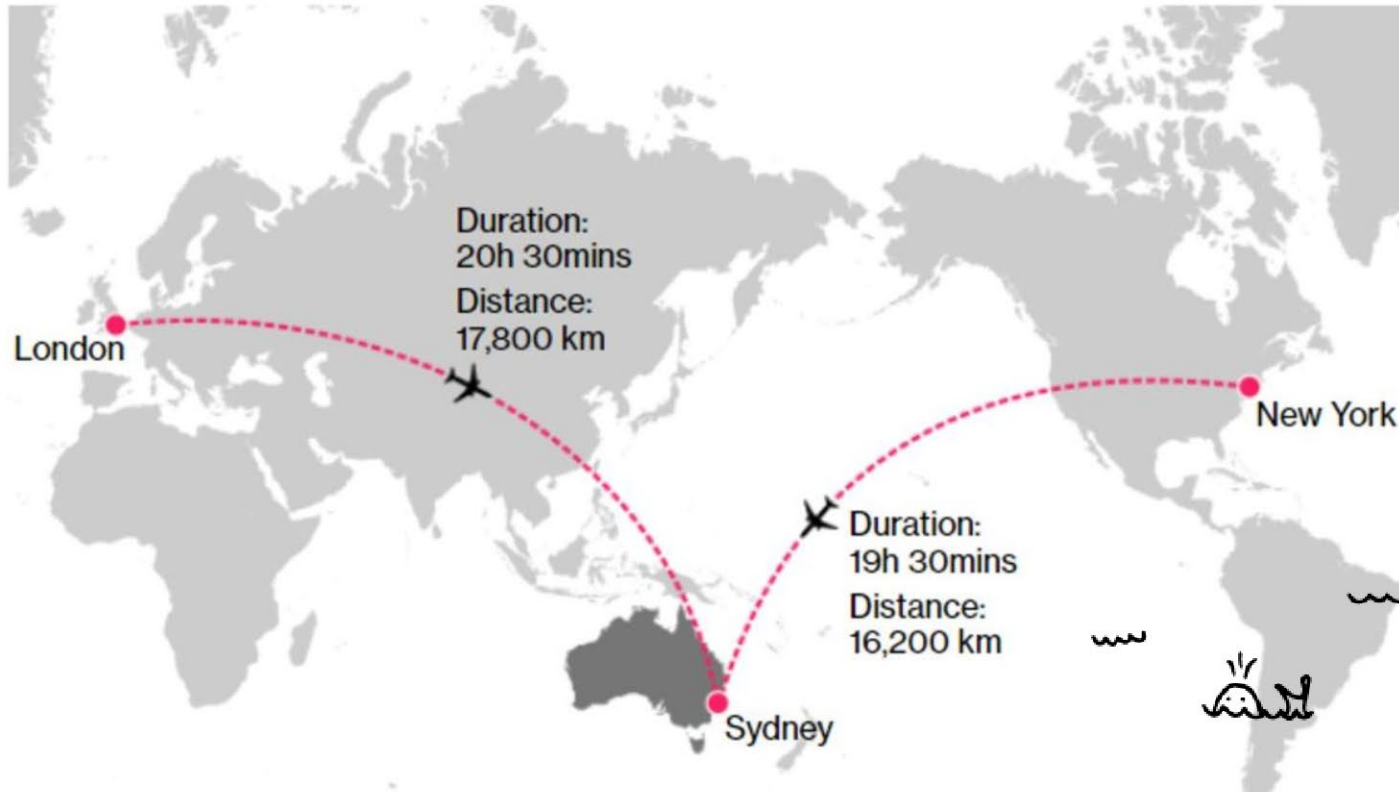 Duration:
20h 30mins
Distance:
17,800 km
London
New York
Duration:
19h 30mins
Distance:
16,200 km
Sydney